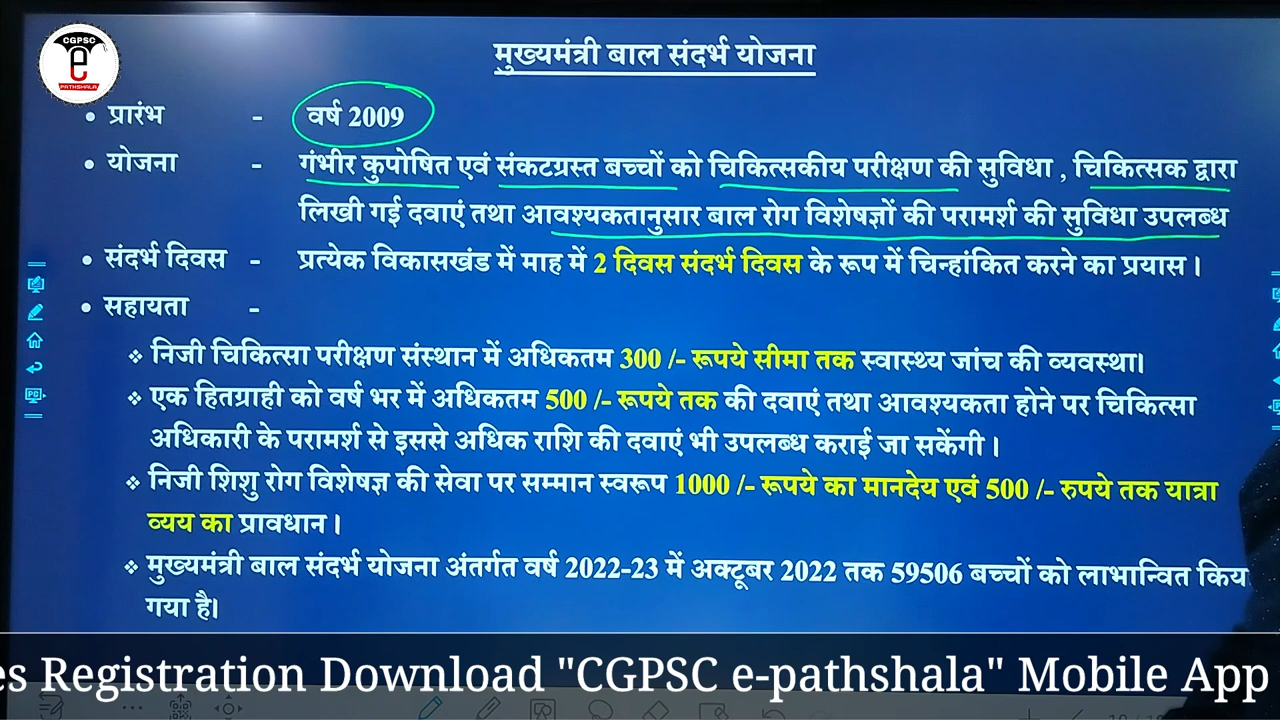 CGPSC
e
PATHSHALA
मुख्यमंत्री बाल संदर्भ योजना
• प्रारंभ - वर्ष 2009
• योजना - गंभीर कुपोषित एवं संकटग्रस्त बच्चों को चिकित्सकीय परीक्षण की सुविधा , चिकित्सक द्वारा
लिखी गई दवाएं तथा आवश्यकतानुसार बाल रोग विशेषज्ञों की परामर्श की सुविधा उपलब्ध
• संदर्भ दिवस - प्रत्येक विकासखंड में माह में 2 दिवस संदर्भ दिवस के रूप में चिन्हांकित करने का प्रयास ।
• सहायता -
❖ निजी चिकित्सा परीक्षण संस्थान में अधिकतम 300 /- रूपये सीमा तक स्वास्थ्य जांच की व्यवस्था।
❖ एक हितग्राही को वर्ष भर में अधिकतम 500 /- रूपये तक की दवाएं तथा आवश्यकता होने पर चिकित्सा
अधिकारी के परामर्श से इससे अधिक राशि की दवाएं भी उपलब्ध कराई जा सकेंगी ।
❖ निजी शिशु रोग विशेषज्ञ की सेवा पर सम्मान स्वरूप 1000 /- रूपये का मानदेय एवं 500 /- रुपये तक यात्रा
व्यय का प्रावधान ।
❖ मुख्यमंत्री बाल संदर्भ योजना अंतर्गत वर्ष 2022-23 में अक्टूबर 2022 तक 59506 बच्चों को लाभान्वित किय
गया है।
es Registration Download "CGPSC e-pathshala" Mobile App